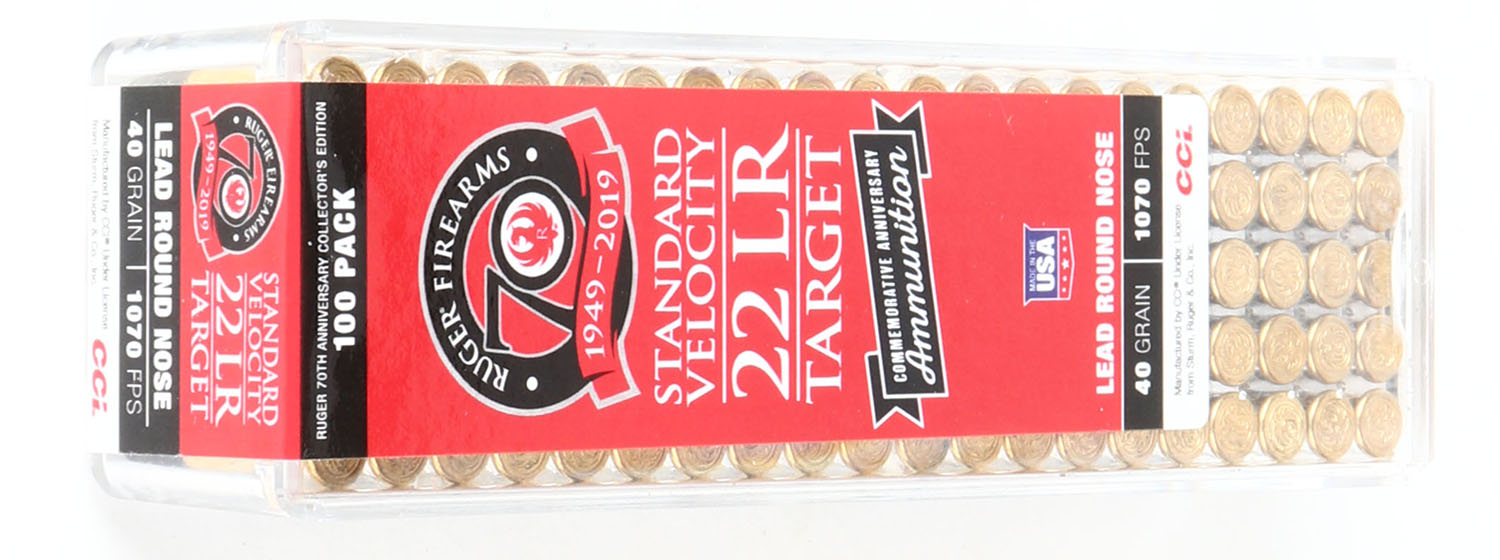 RUGER 70TH ANNIVERSARY COLLECTOR'S EDITION
100 PACK
RUGER® FIREARMS
70
R
1949-2019
STANDARD
VELOCITY
22 LR
TARGET
COMMEMORATIVE ANNIVERSARY
Ammunition
MADE IN THE
USA
LEAD ROUND NOSE
40 GRAIN 1070 FPS
Manufactured by CCI® Under License
from Sturm, Ruger & Co., Inc.
CCI.
RUGER® FIREARMS
70
1949-2019
STANDARD
VELOCITY
22 LR
TARGET
LEAD ROUND NOSE
40 GRAIN 1070 FPS
Manufactured by CCI® Under License
from Sturm, Ruger & Co., Inc.
CCI.